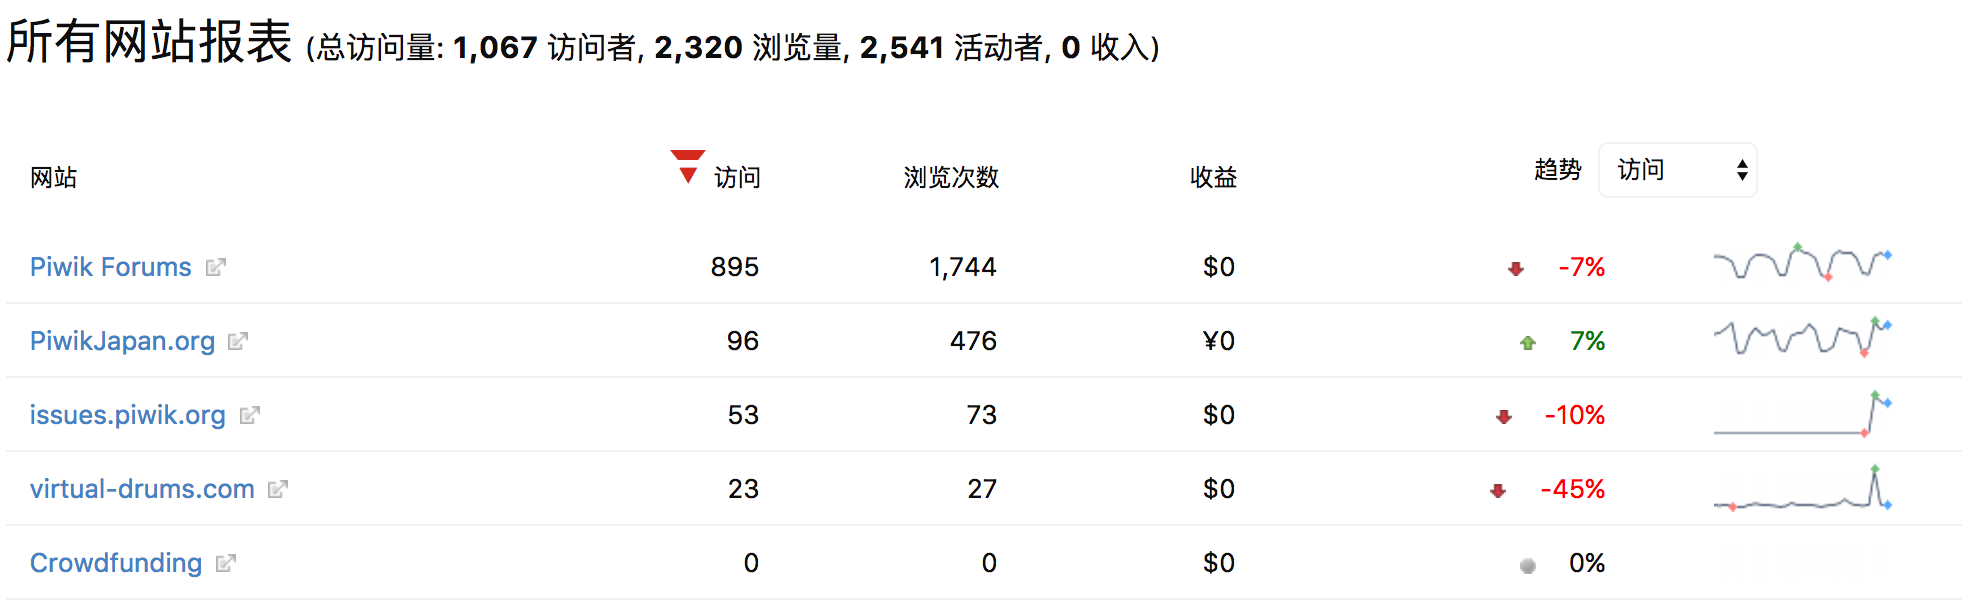 所有网站报表 (总访问量: 1,067 访问者, 2,320 浏览量, 2,541 活动者, 0 收入)
网站 访问 浏览次数 收益 趋势 访问
Piwik Forums 895 1,744 $0 -7%
PiwikJapan.org 96 476 ¥0 7%
issues.piwik.org 53 73 $0 -10%
virtual-drums.com 23 27 $0 -45%
Crowdfunding 0 0 $0 0%